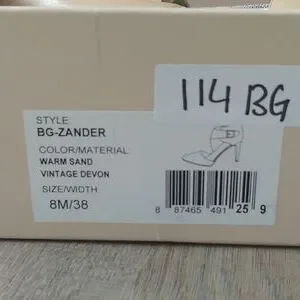 114 BG
STYLE
BG-ZANDER
COLOR/MATERIAL
WARM SAND
VINTAGE DEVON
SIZE/WIDTH
8M/38
8 87465 491 25 9